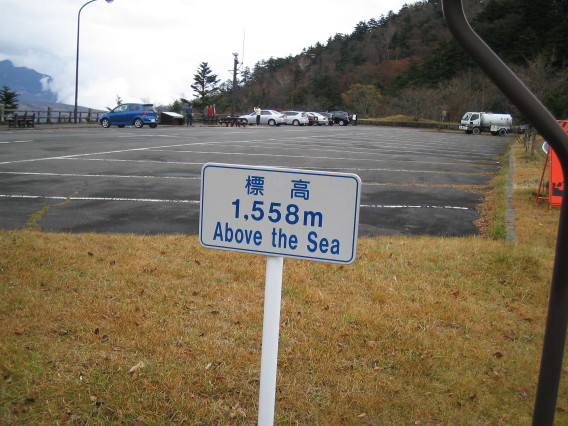 標 高
1,558m
Above the Sea